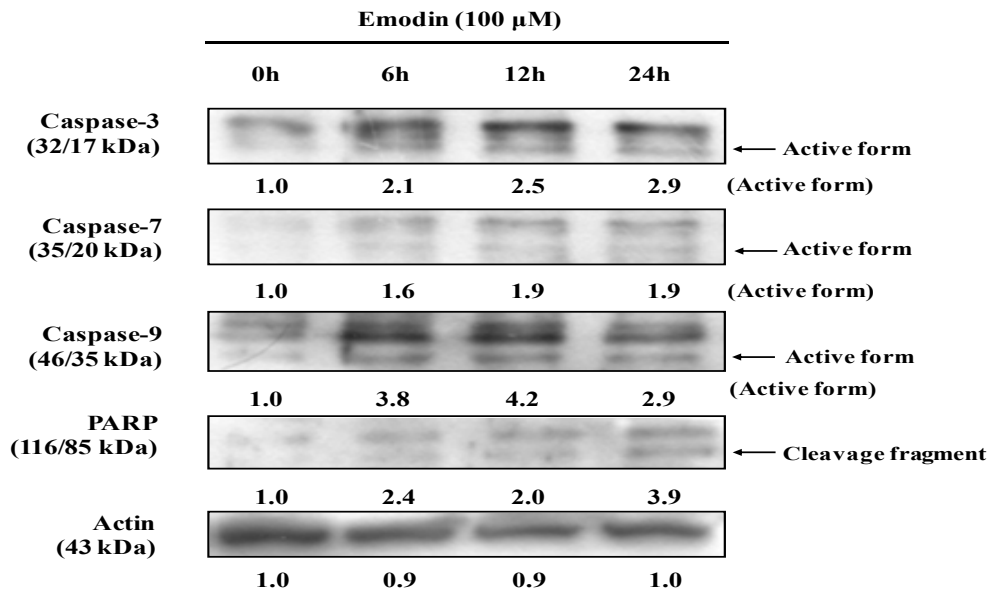 Emodin (100 μM)
0h 6h 12h 24h
Caspase-3
(32/17 kDa)
Active form
1.0 2.1 2.5 2.9 (Active form)
Caspase-7
(35/20 kDa)
Active form
1.0 1.6 1.9 1.9 (Active form)
Caspase-9
(46/35 kDa)
Active form
1.0 3.8 4.2 2.9 (Active form)
PARP
(116/85 kDa)
Cleavage fragment
1.0 2.4 2.0 3.9
Actin
(43 kDa)
1.0 0.9 0.9 1.0